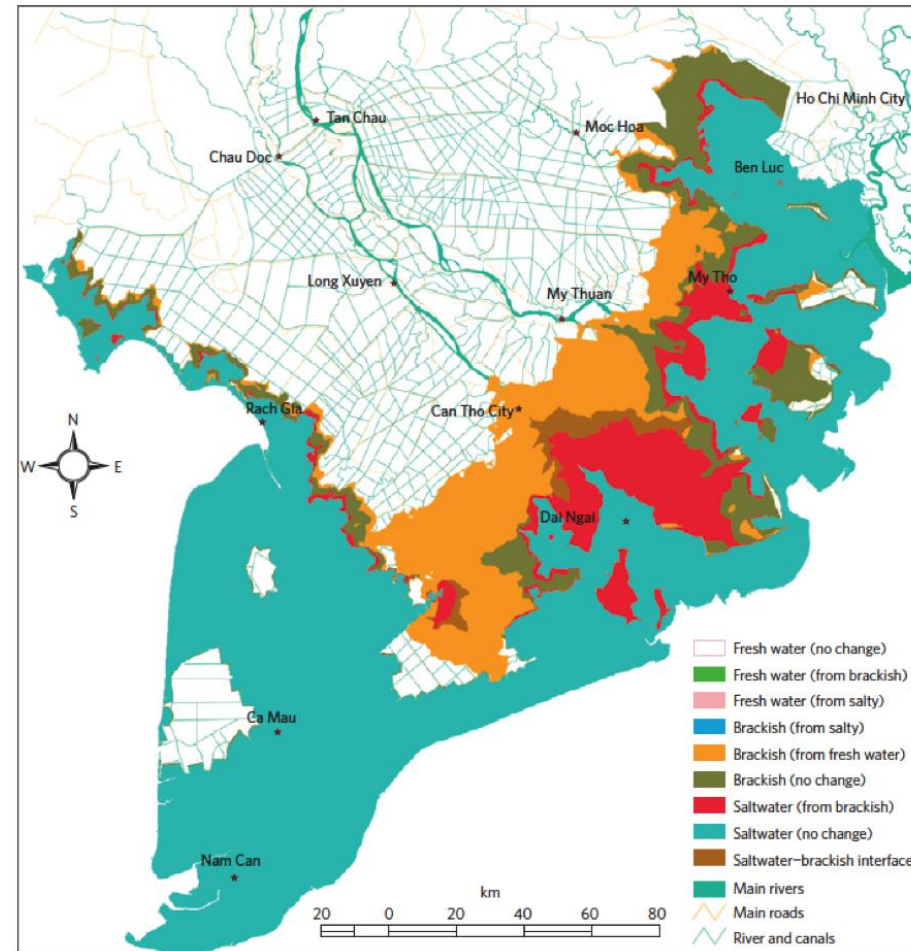 Ho Chi Minh City
Tan Chau
Moc Hoa
Chau Doc
Ben Luc
Long Xuyen
My Tho
My Thuan
Rach Gia
Can Tho City
N
W E
S
Dai Ngai
Ca Mau
Nam Can
Fresh water (no change)
Fresh water (from brackish)
Fresh water (from salty)
Brackish (from salty)
Brackish (from fresh water)
Brackish (no change)
Saltwater (from brackish)
Saltwater (no change)
Saltwater–brackish interface
Main rivers
Main roads
River and canals
km
20 0 20 40 60 80